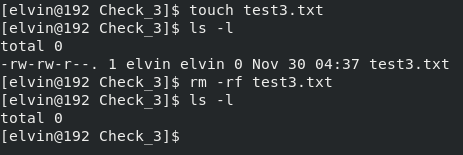 [elvin@192 Check_3]$ touch test3.txt
[elvin@192 Check_3]$ ls -l
total 0
-rw-rw-r--. 1 elvin elvin 0 Nov 30 04:37 test3.txt
[elvin@192 Check_3]$ rm -rf test3.txt
[elvin@192 Check_3]$ ls -l
total 0
[elvin@192 Check_3]$